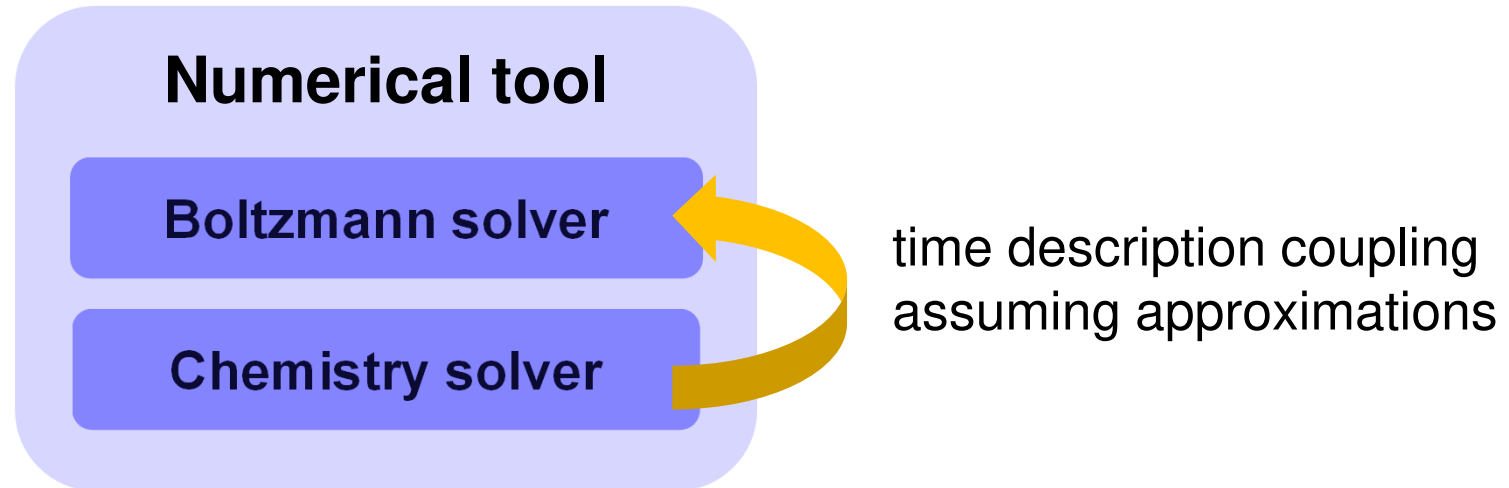 Numerical tool
Boltzmann solver
Chemistry solver
time description coupling
assuming approximations